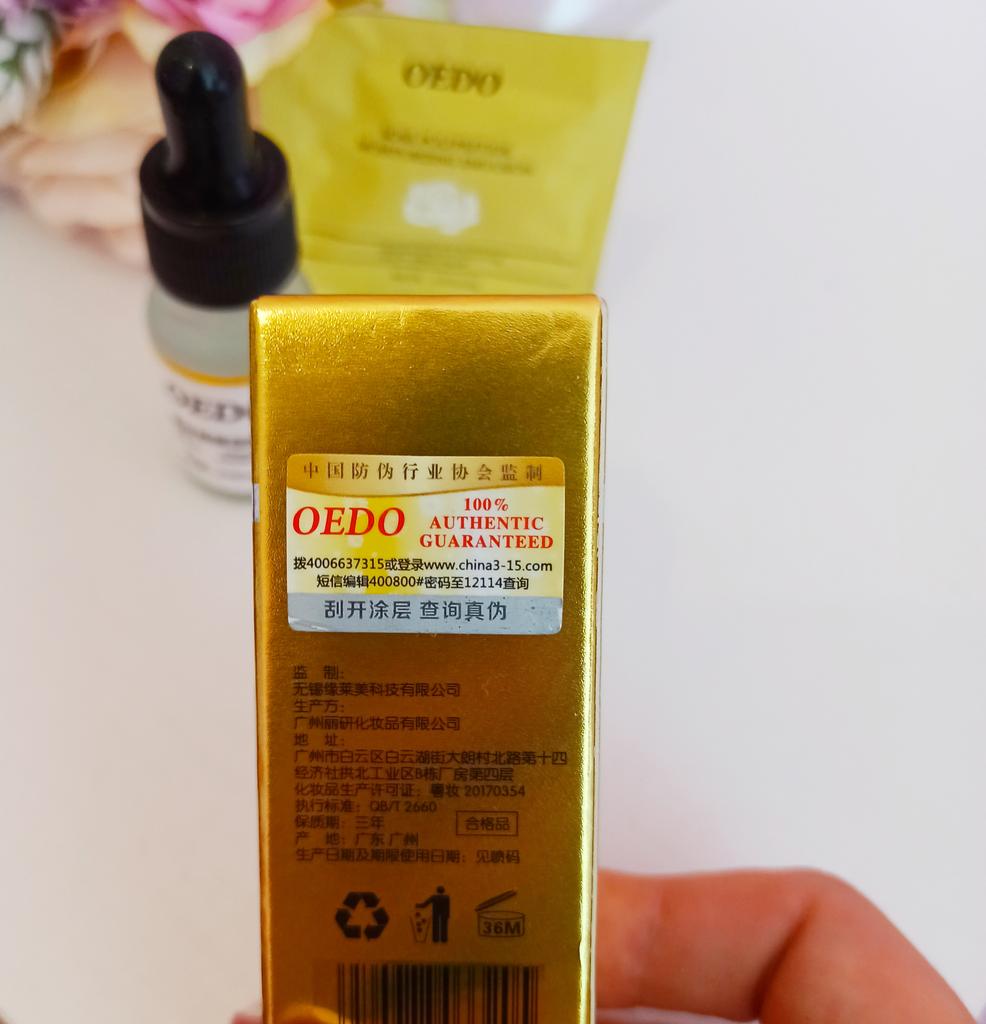 OEDO
OEDO
中国防伪行业协会监制
OEDO
100%
AUTHENTIC
GUARANTEED
拨4006637315或登录www.china3-15.com
短信编辑400800#密码至12114查询
刮开涂层 查询真伪
监 制:
无锡缘莱美科技有限公司
生产方:
广州丽研化妆品有限公司
地 址:
广州市白云区白云湖街大朗村北路第十四
经济社拱北工业区B栋厂房第四层
化妆品生产许可证: 粤妆 20170354
执行标准: QB/T 2660
保质期: 三年
合格品
产 地: 广东 广州
生产日期及期限使用日期: 见喷码
36M